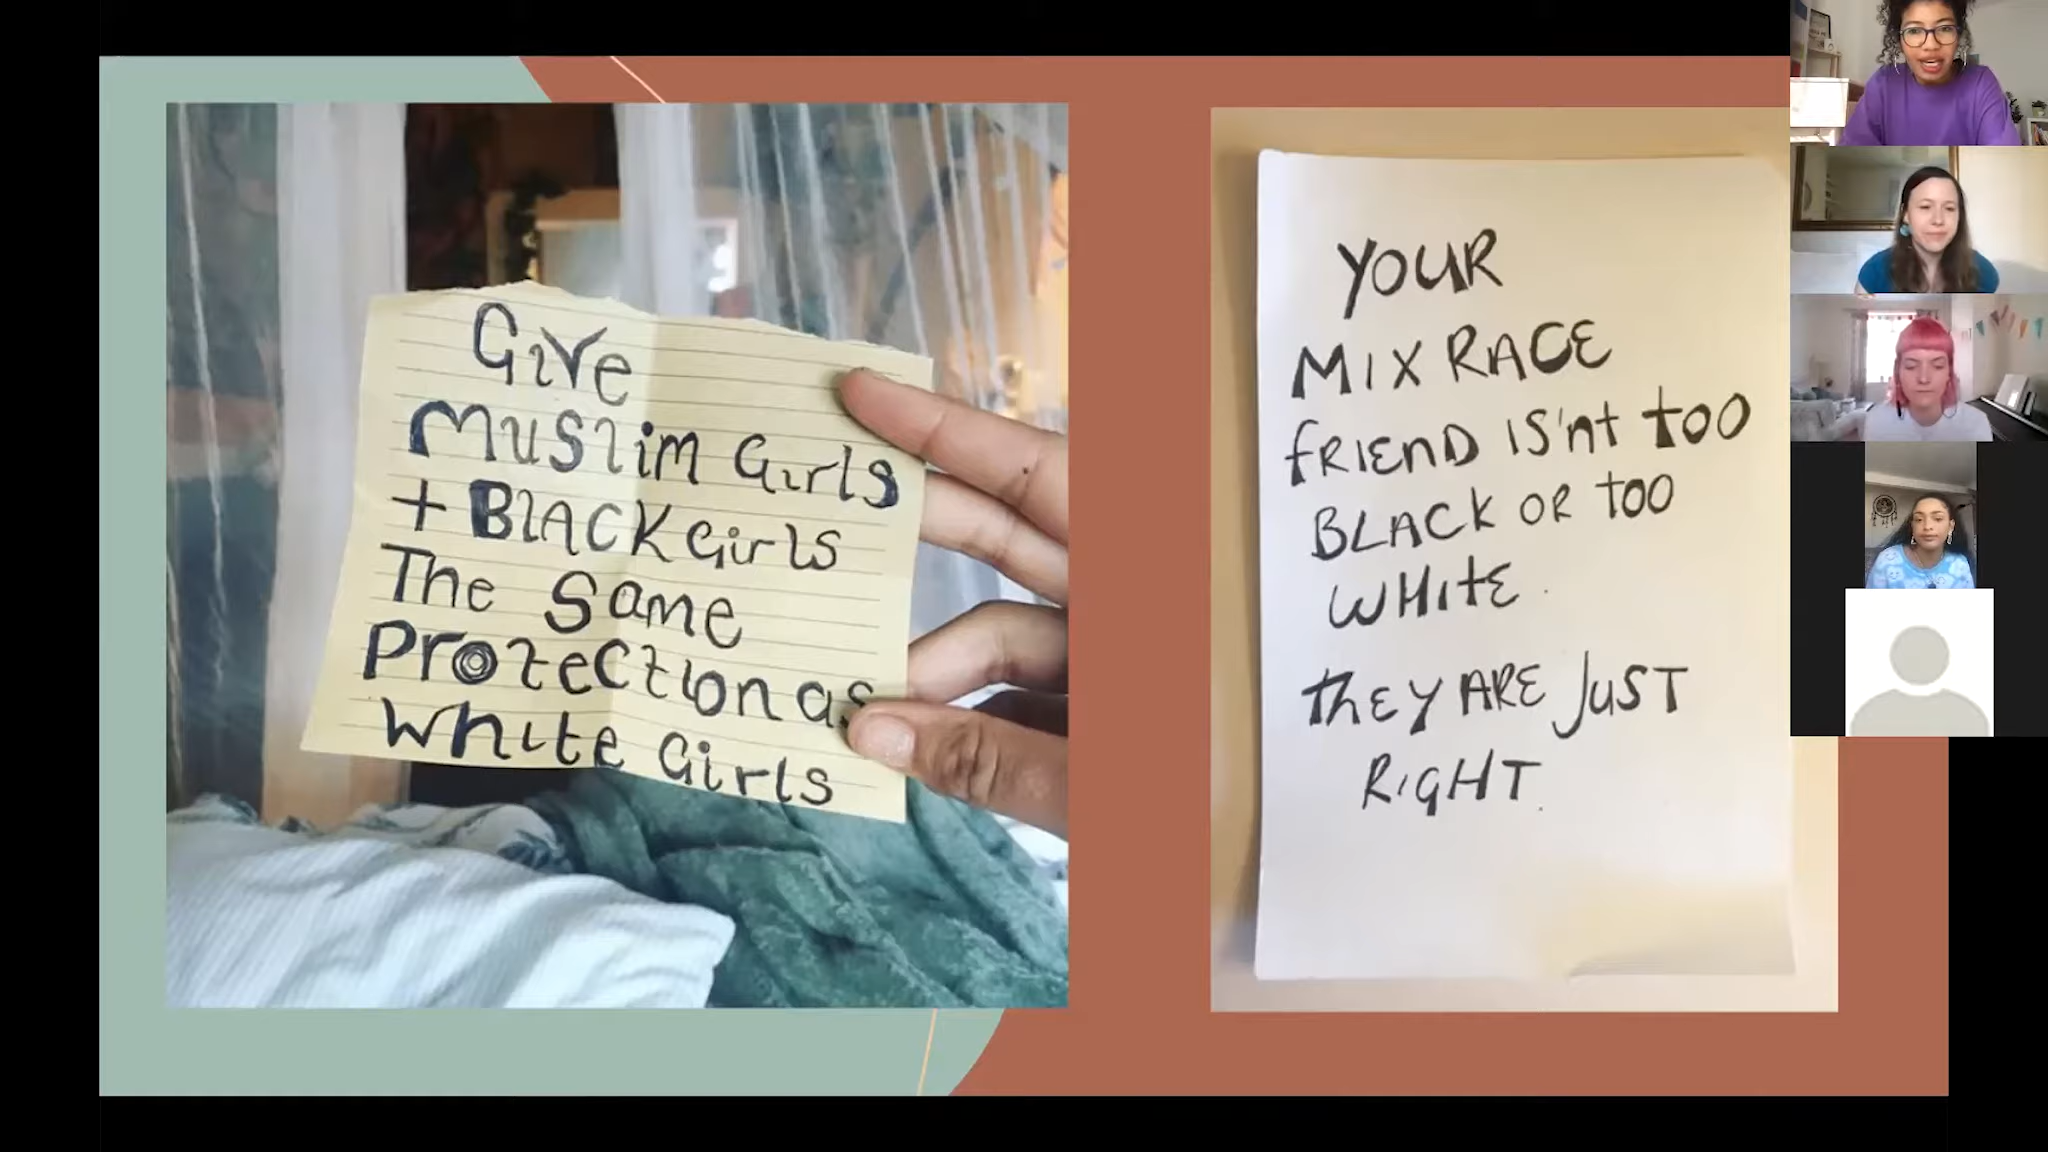 Give
Muslim Girls
+ BLACK Girls
The Same
Protection as
White Girls
YOUR
MIX RACE
FRIEND IS'nt TOO
BLACK OR TOO
WHITE.
THEY ARE JUST
RIGHT.